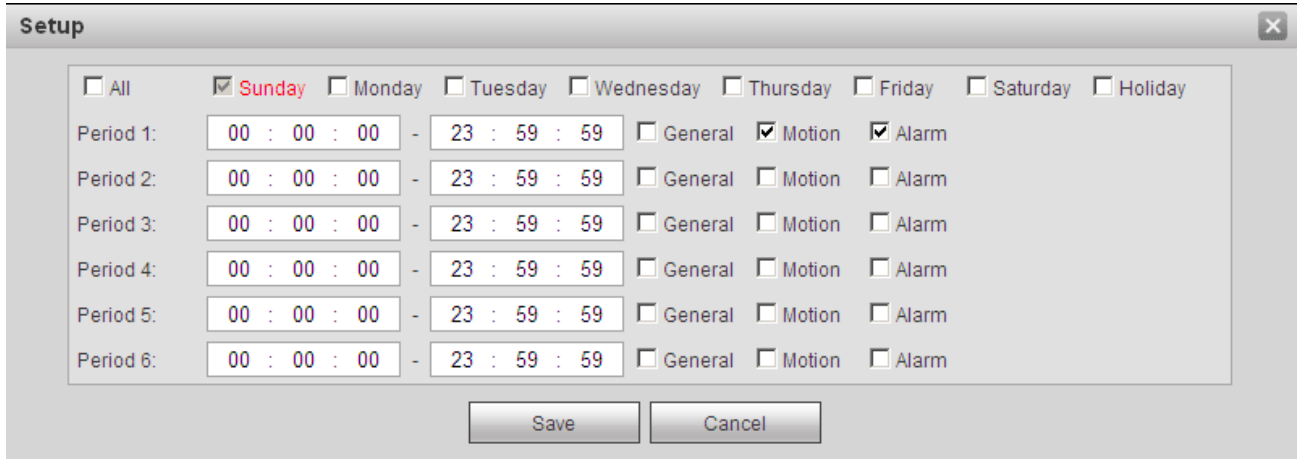 Setup
All Sunday Monday Tuesday Wednesday Thursday Friday Saturday Holiday
Period 1: 00 : 00 : 00 - 23 : 59 : 59 General Motion Alarm
Period 2: 00 : 00 : 00 - 23 : 59 : 59 General Motion Alarm
Period 3: 00 : 00 : 00 - 23 : 59 : 59 General Motion Alarm
Period 4: 00 : 00 : 00 - 23 : 59 : 59 General Motion Alarm
Period 5: 00 : 00 : 00 - 23 : 59 : 59 General Motion Alarm
Period 6: 00 : 00 : 00 - 23 : 59 : 59 General Motion Alarm
Save Cancel